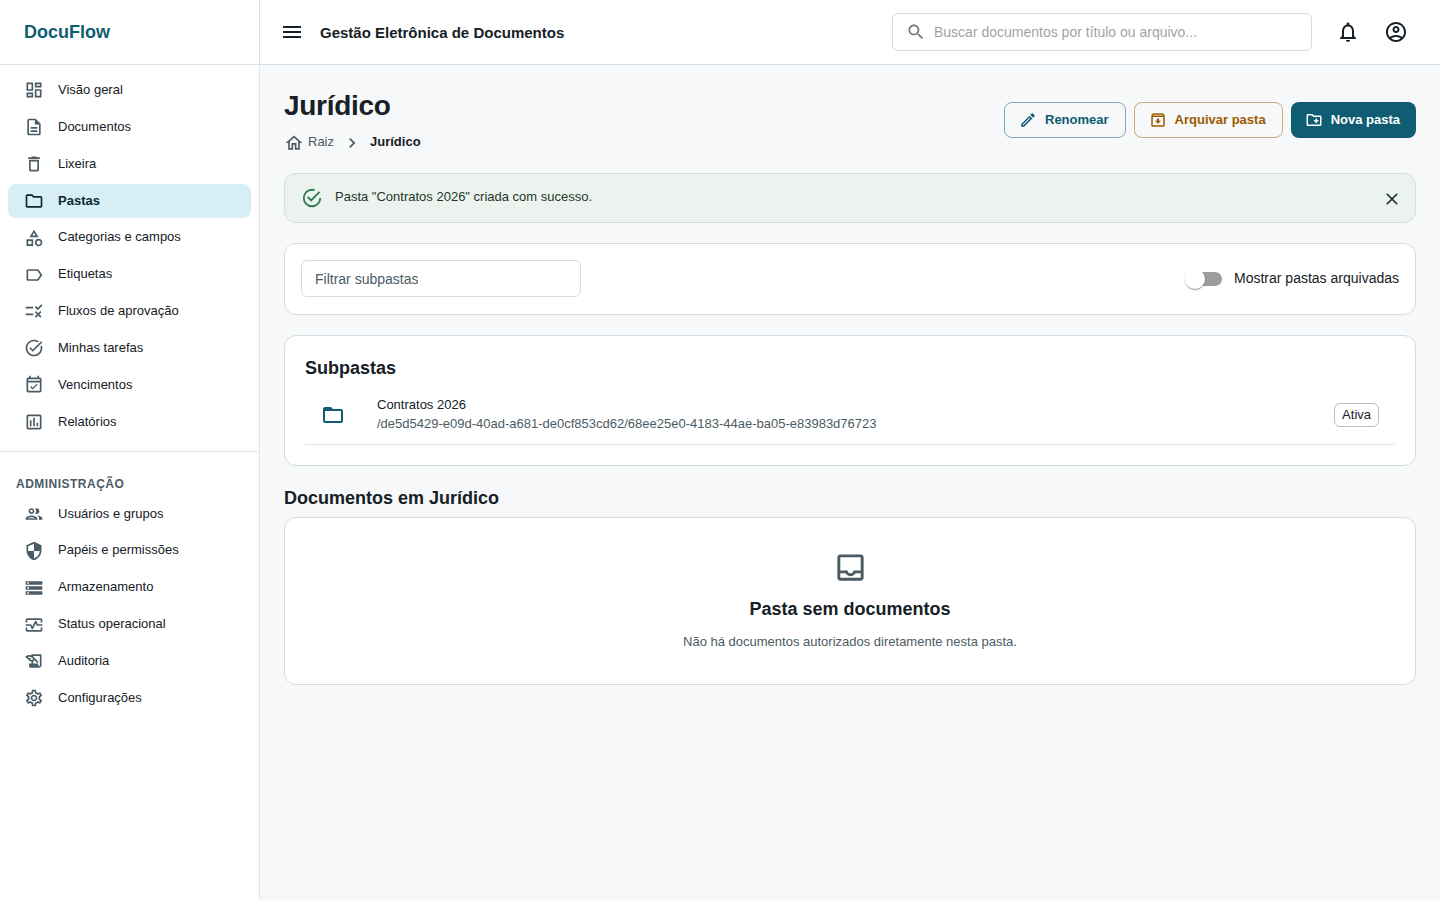 DocuFlow
Gestão Eletrônica de Documentos
Buscar documentos por título ou arquivo...
Visão geral
Documentos
Lixeira
Pastas
Categorias e campos
Etiquetas
Fluxos de aprovação
Minhas tarefas
Vencimentos
Relatórios
ADMINISTRAÇÃO
Usuários e grupos
Papéis e permissões
Armazenamento
Status operacional
Auditoria
Configurações
Jurídico
Raiz
Jurídico
Renomear
Arquivar pasta
Nova pasta
Pasta "Contratos 2026" criada com sucesso.
Filtrar subpastas
Mostrar pastas arquivadas
Subpastas
Contratos 2026
/de5d5429-e09d-40ad-a681-de0cf853cd62/68ee25e0-4183-44ae-ba05-e83983d76723
Ativa
Documentos em Jurídico
Pasta sem documentos
Não há documentos autorizados diretamente nesta pasta.